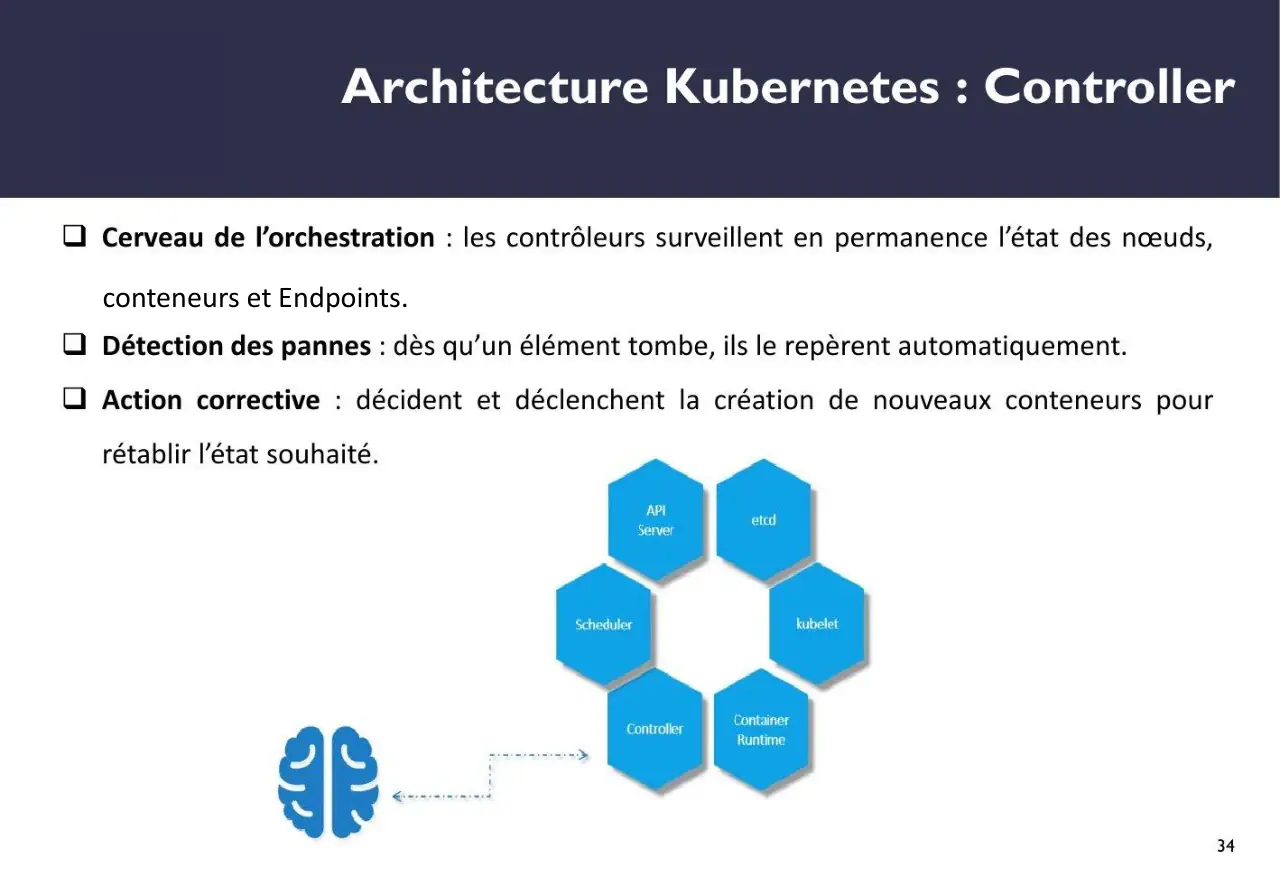 Architecture Kubernetes : Controller
❑ Cerveau de l’orchestration : les contrôleurs surveillent en permanence l’état des nœuds,
conteneurs et Endpoints.
❑ Détection des pannes : dès qu’un élément tombe, ils le repèrent automatiquement.
❑ Action corrective : décident et déclenchent la création de nouveaux conteneurs pour
rétablir l’état souhaité.
API
Server
etcd
Scheduler
kubelet
Controller
Container
Runtime
34